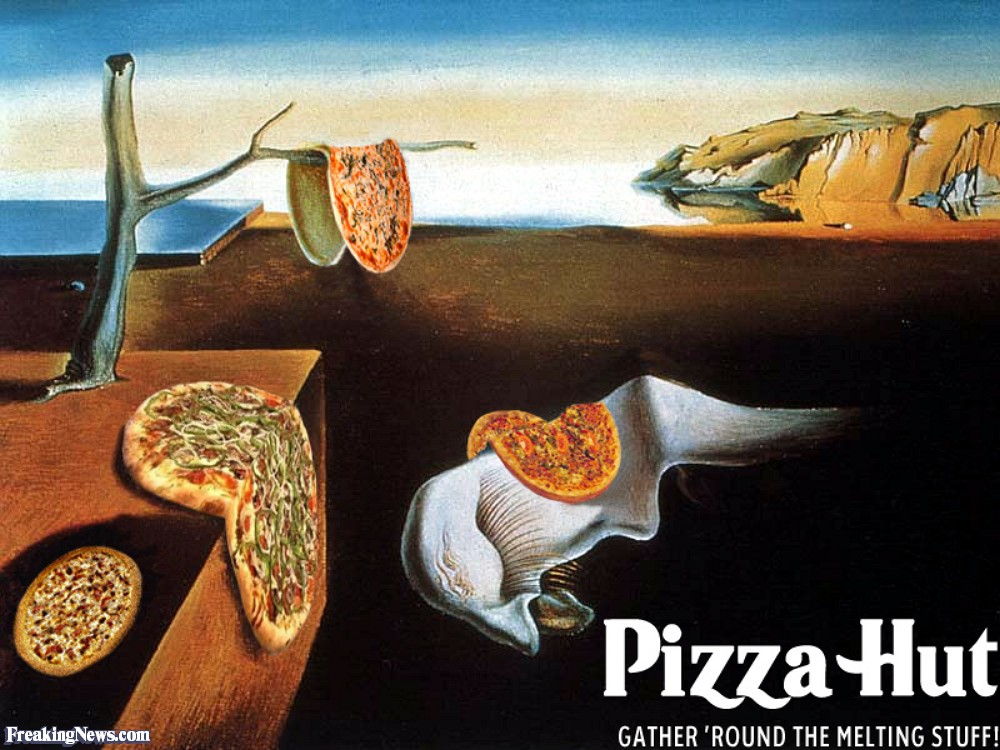 Pizza Hut
GATHER 'ROUND THE MELTING STUFF!
FreakingNews.com